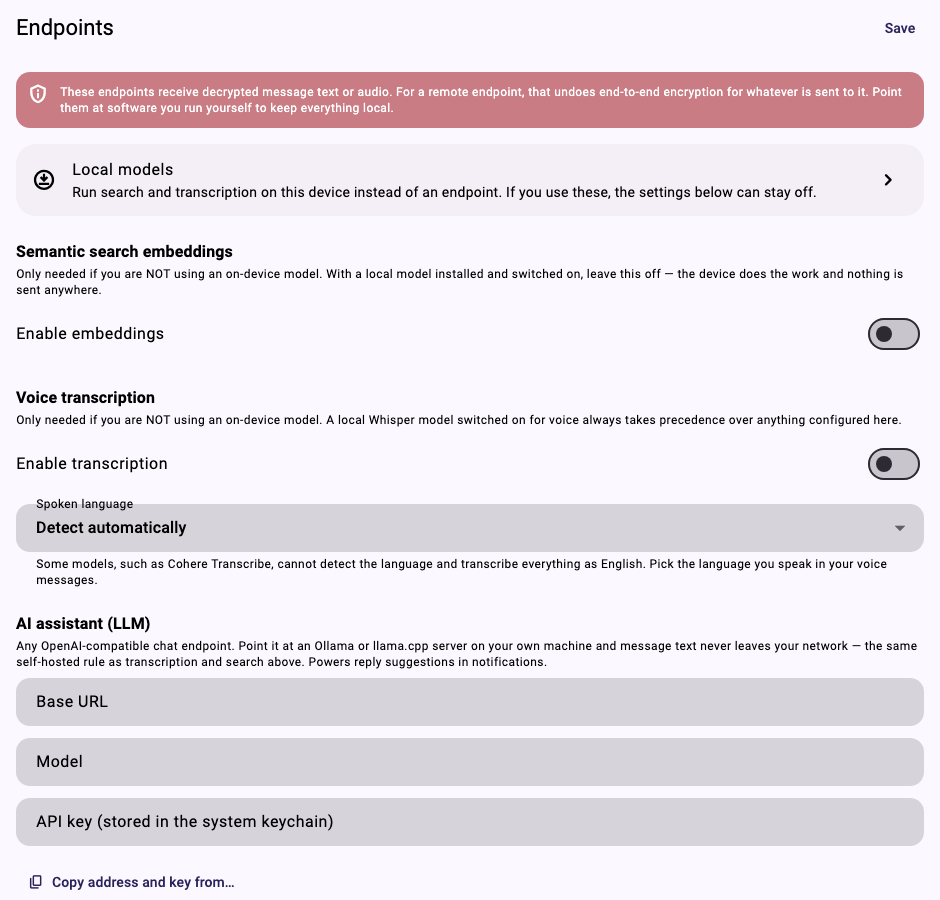 Endpoints
Save
These endpoints receive decrypted message text or audio. For a remote endpoint, that undoes end-to-end encryption for whatever is sent to it. Point
them at software you run yourself to keep everything local.
Local models
Run search and transcription on this device instead of an endpoint. If you use these, the settings below can stay off.
Semantic search embeddings
Only needed if you are NOT using an on-device model. With a local model installed and switched on, leave this off — the device does the work and nothing is
sent anywhere.
Enable embeddings
Voice transcription
Only needed if you are NOT using an on-device model. A local Whisper model switched on for voice always takes precedence over anything configured here.
Enable transcription
Spoken language
Detect automatically
Some models, such as Cohere Transcribe, cannot detect the language and transcribe everything as English. Pick the language you speak in your voice
messages.
AI assistant (LLM)
Any OpenAI-compatible chat endpoint. Point it at an Ollama or llama.cpp server on your own machine and message text never leaves your network — the same
self-hosted rule as transcription and search above. Powers reply suggestions in notifications.
Base URL
Model
API key (stored in the system keychain)
Copy address and key from…